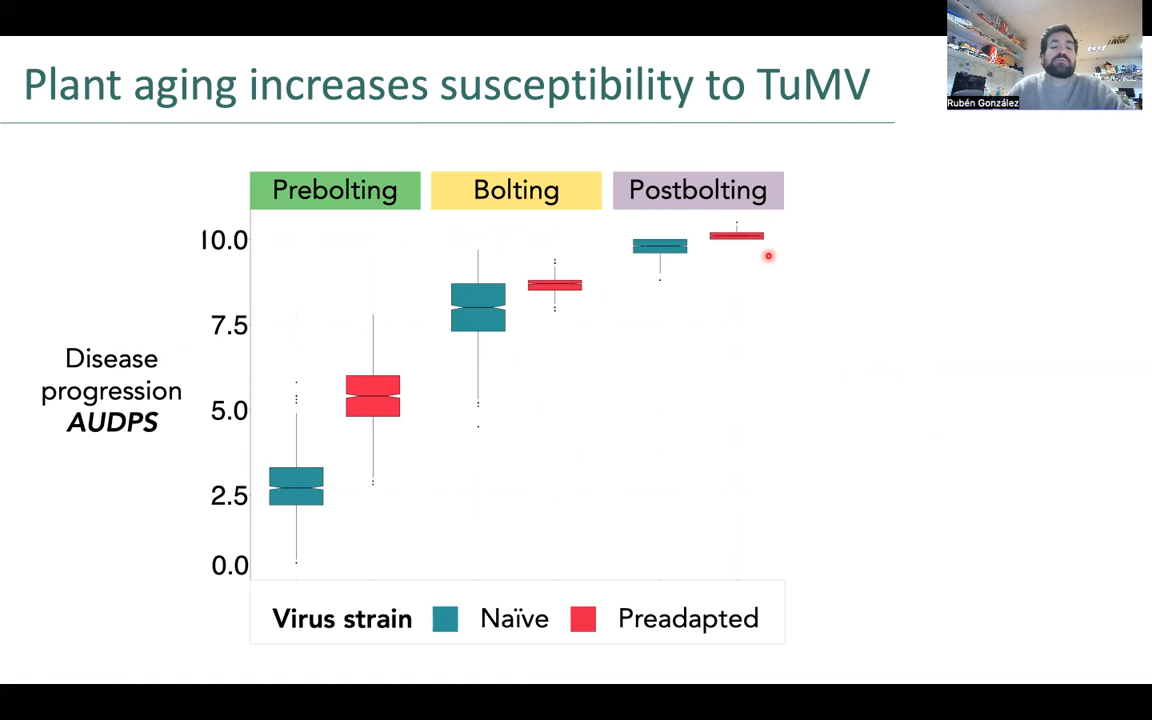 Plant aging increases susceptibility to TuMV
Rubén González
Prebolting
Bolting
Postbolting
10.0
7.5
5.0
2.5
0.0
Disease
progression
AUDPS
Virus strain Naïve Preadapted